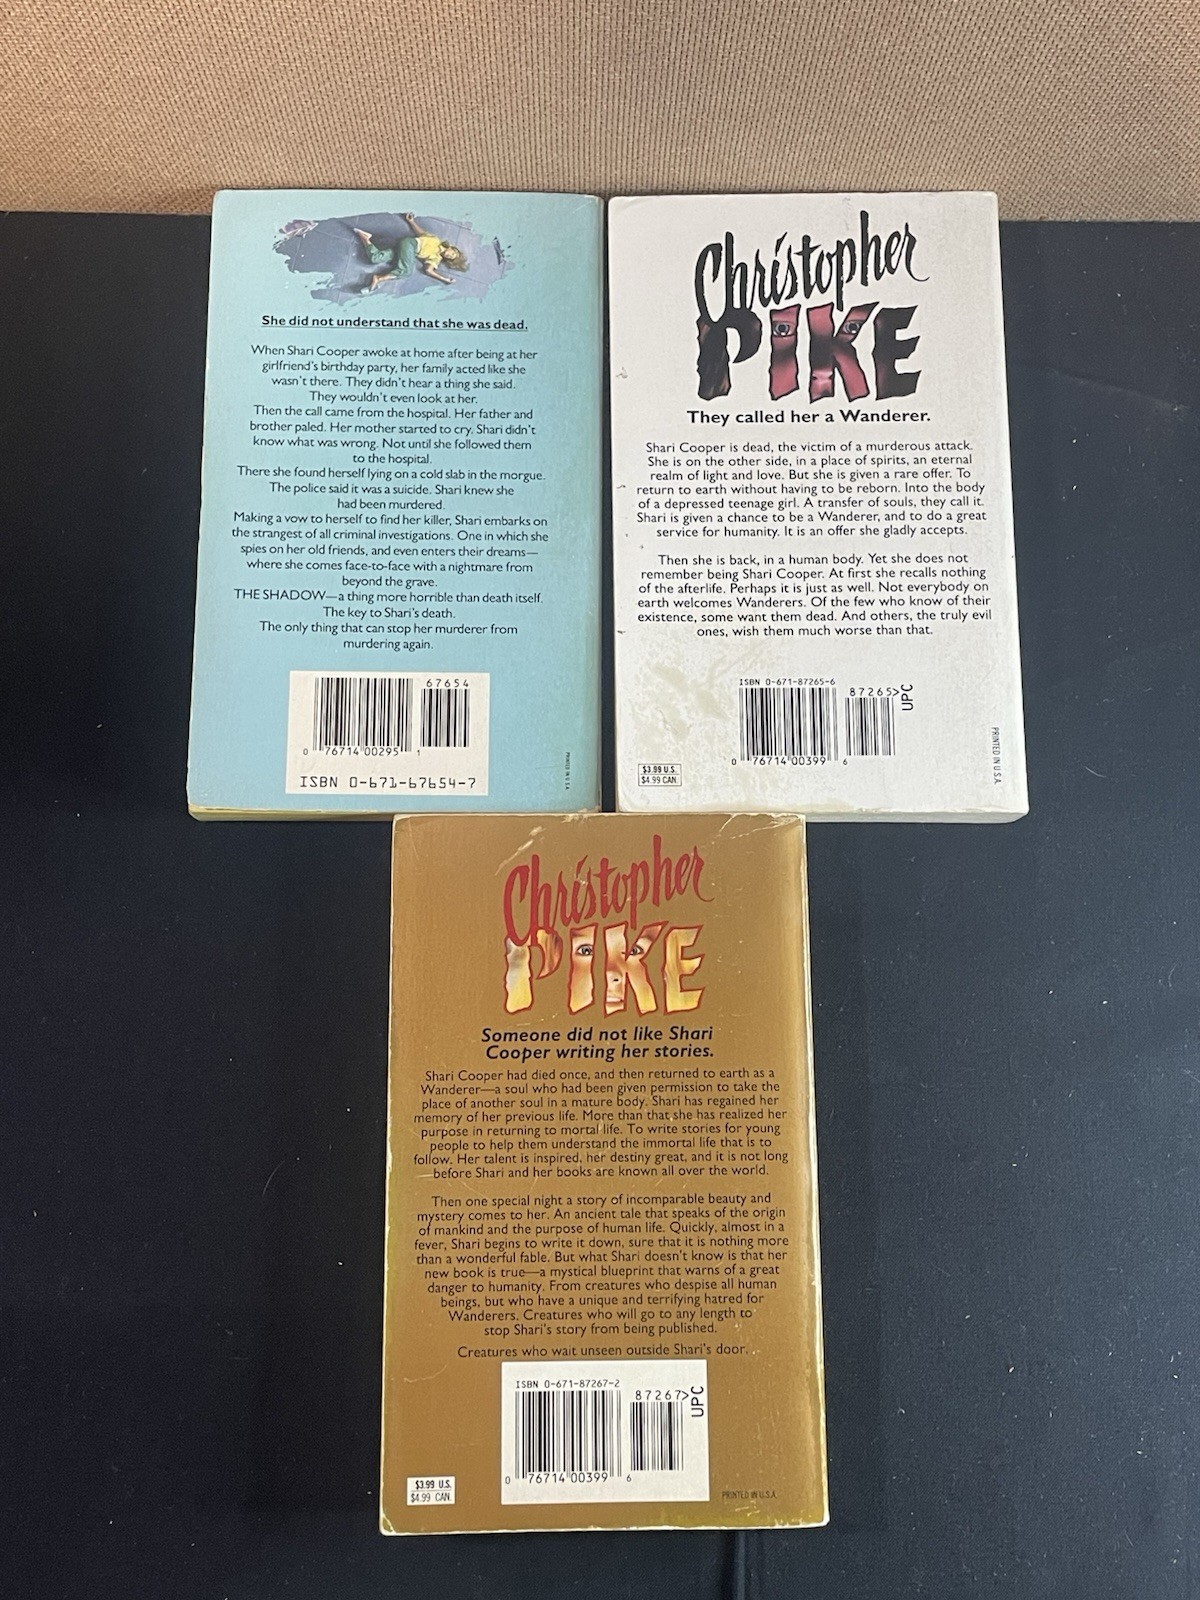 She did not understand that she was dead.
When Shari Cooper awoke at home after being at her
girlfriend's birthday party, her family acted like she
wasn't there. They didn't hear a thing she said.
They wouldn't even look at her.
Then the call came from the hospital. Her father and
brother paled. Her mother started to cry. Shari didn't
know what was wrong. Not until she followed them
to the hospital.
There she found herself lying on a cold slab in the morgue.
The police said it was a suicide. Shari knew she
had been murdered.
Making a vow to herself to find her killer, Shari embarks on
the strangest of all criminal investigations. One in which she
spies on her old friends, and even enters their dreams—
where she comes face-to-face with a nightmare from
beyond the grave.
THE SHADOW—a thing more horrible than death itself.
The key to Shari's death.
The only thing that can stop her murderer from
murdering again.
67654
0 76714 00295 1
ISBN 0-671-67654-7
PRINTED IN U.S.A.
Christopher
PIKE
They called her a Wanderer.
Shari Cooper is dead, the victim of a murderous attack.
She is on the other side, in a place of spirits, an eternal
realm of light and love. But she is given a rare offer. To
return to earth without having to be reborn. Into the body
of a depressed teenage girl. A transfer of souls, they call it.
Shari is given a chance to be a Wanderer, and to do a great
service for humanity. It is an offer she gladly accepts.
Then she is back, in a human body. Yet she does not
remember being Shari Cooper. At first she recalls nothing
of the afterlife. Perhaps it is just as well. Not everybody on
earth welcomes Wanderers. Of the few who know of their
existence, some want them dead. And others, the truly evil
ones, wish them much worse than that.
ISBN 0-671-87265-6
87265>
UPC
0 76714 00399 6
$3.99 U.S.
$4.99 CAN.
PRINTED IN U.S.A.
Christopher
PIKE
Someone did not like Shari
Cooper writing her stories.
Shari Cooper had died once, and then returned to earth as a
Wanderer—a soul who had been given permission to take the
place of another soul in a mature body. Shari has regained her
memory of her previous life. More than that she has realized her
purpose in returning to mortal life. To write stories for young
people to help them understand the immortal life that is to
follow. Her talent is inspired, her destiny great, and it is not long
before Shari and her books are known all over the world.
Then one special night a story of incomparable beauty and
mystery comes to her. An ancient tale that speaks of the origin
of mankind and the purpose of human life. Quickly, almost in a
fever, Shari begins to write it down, sure that it is nothing more
than a wonderful fable. But what Shari doesn't know is that her
new book is true—a mystical blueprint that warns of a great
danger to humanity. From creatures who despise all human
beings, but who have a unique and terrifying hatred for
Wanderers. Creatures who will go to any length to
stop Shari's story from being published.
Creatures who wait unseen outside Shari's door. . .
ISBN 0-671-87267-2
87267>
UPC
0 76714 00399 6
$3.99 U.S.
$4.99 CAN.
PRINTED IN U.S.A.